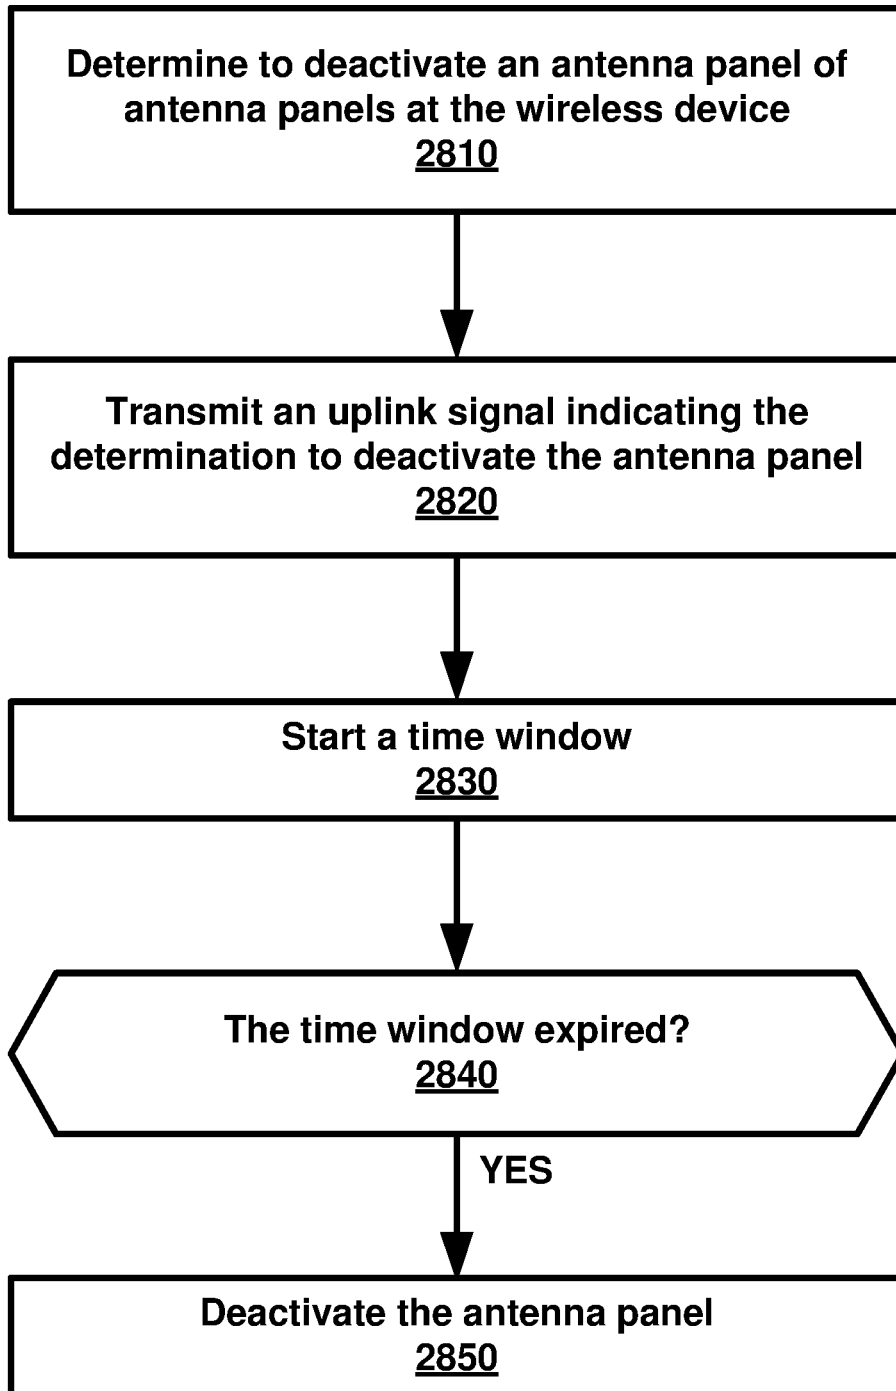 Determine to deactivate an antenna panel of
antenna panels at the wireless device
2810
Transmit an uplink signal indicating the
determination to deactivate the antenna panel
2820
Start a time window
2830
The time window expired?
2840
YES
Deactivate the antenna panel
2850